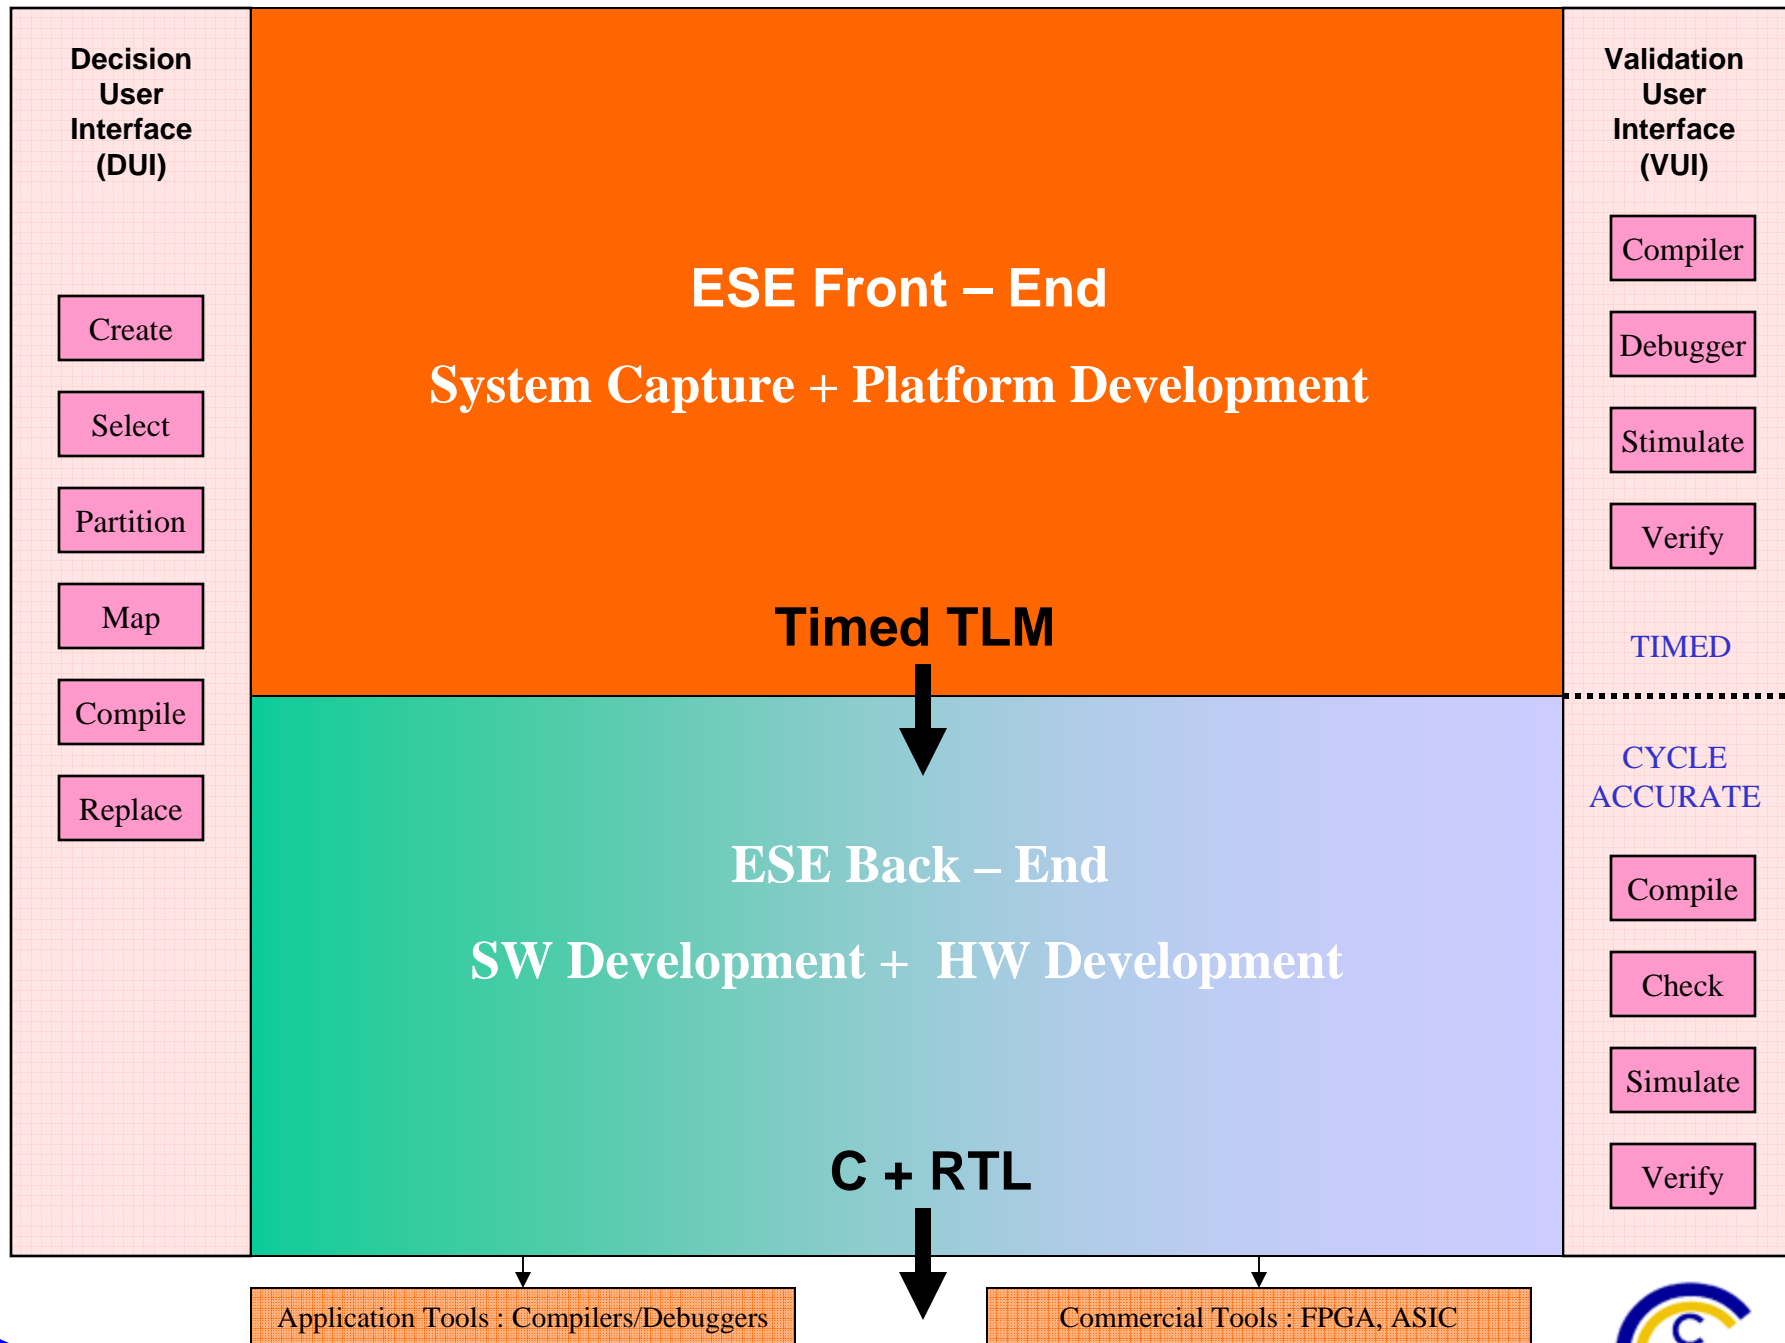 Decision
User
Interface
(DUI)
Create
Select
Partition
Map
Compile
Replace
ESE Front – End
System Capture + Platform Development
Timed TLM
ESE Back – End
SW Development + HW Development
C + RTL
Validation
User
Interface
(VUI)
Compiler
Debugger
Stimulate
Verify
TIMED
CYCLE
ACCURATE
Compile
Check
Simulate
Verify
Application Tools : Compilers/Debuggers
Commercial Tools : FPGA, ASIC
C